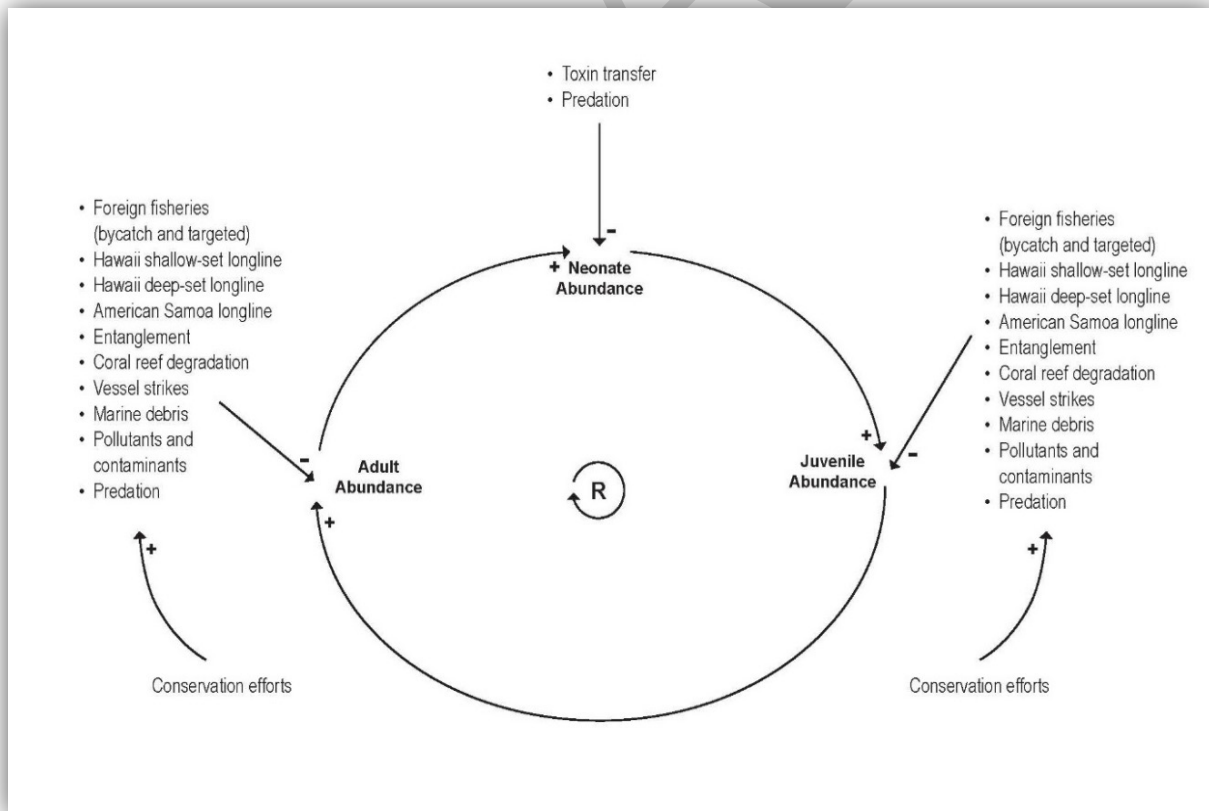 • Toxin transfer
• Predation
• Foreign fisheries
(bycatch and targeted)
• Hawaii shallow-set longline
• Hawaii deep-set longline
• American Samoa longline
• Entanglement
• Coral reef degradation
• Vessel strikes
• Marine debris
• Pollutants and
contaminants
• Predation
+
Conservation efforts
-
+ Neonate
Abundance
-
Adult
Abundance
+
R
+
Juvenile
Abundance
-
• Foreign fisheries
(bycatch and targeted)
• Hawaii shallow-set longline
• Hawaii deep-set longline
• American Samoa longline
• Entanglement
• Coral reef degradation
• Vessel strikes
• Marine debris
• Pollutants and
contaminants
• Predation
+
Conservation efforts